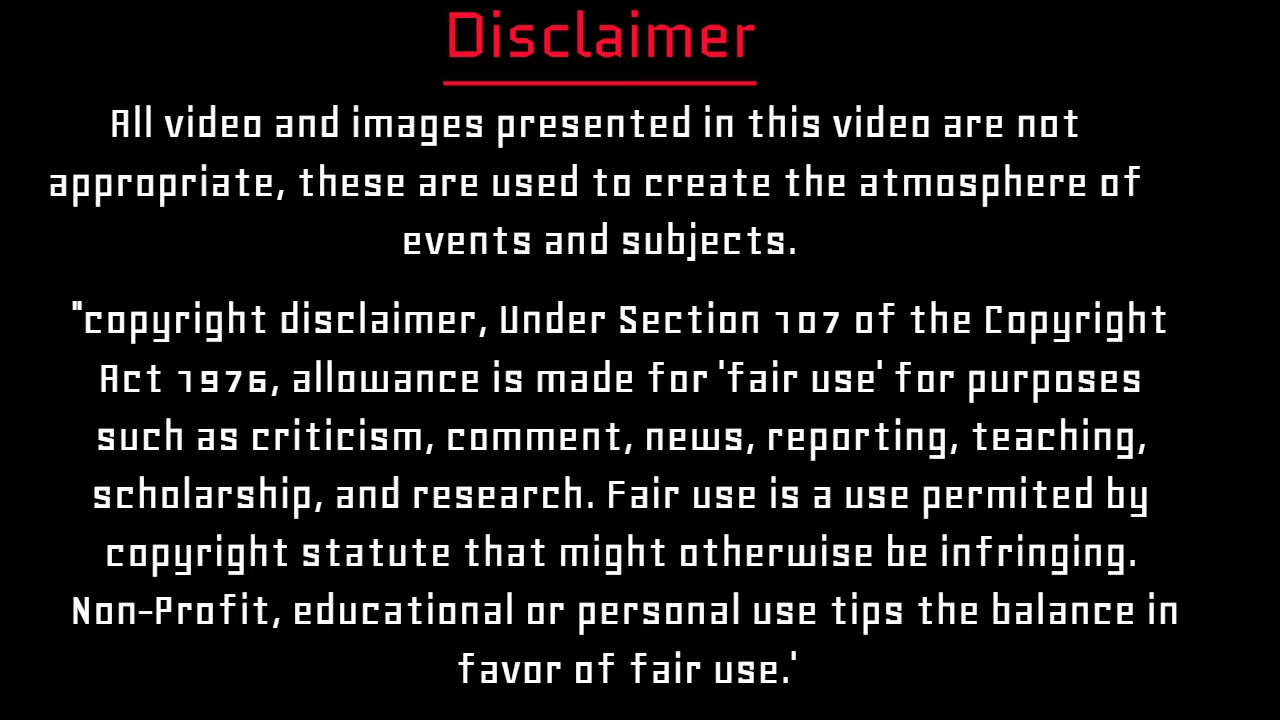 Disclaimer
All video and images presented in this video are not
appropriate, these are used to create the atmosphere of
events and subjects.
"copyright disclaimer, Under Section 107 of the Copyright
Act 1976, allowance is made for 'fair use' for purposes
such as criticism, comment, news, reporting, teaching,
scholarship, and research. Fair use is a use permited by
copyright statute that might otherwise be infringing.
Non-Profit, educational or personal use tips the balance in
favor of fair use.'